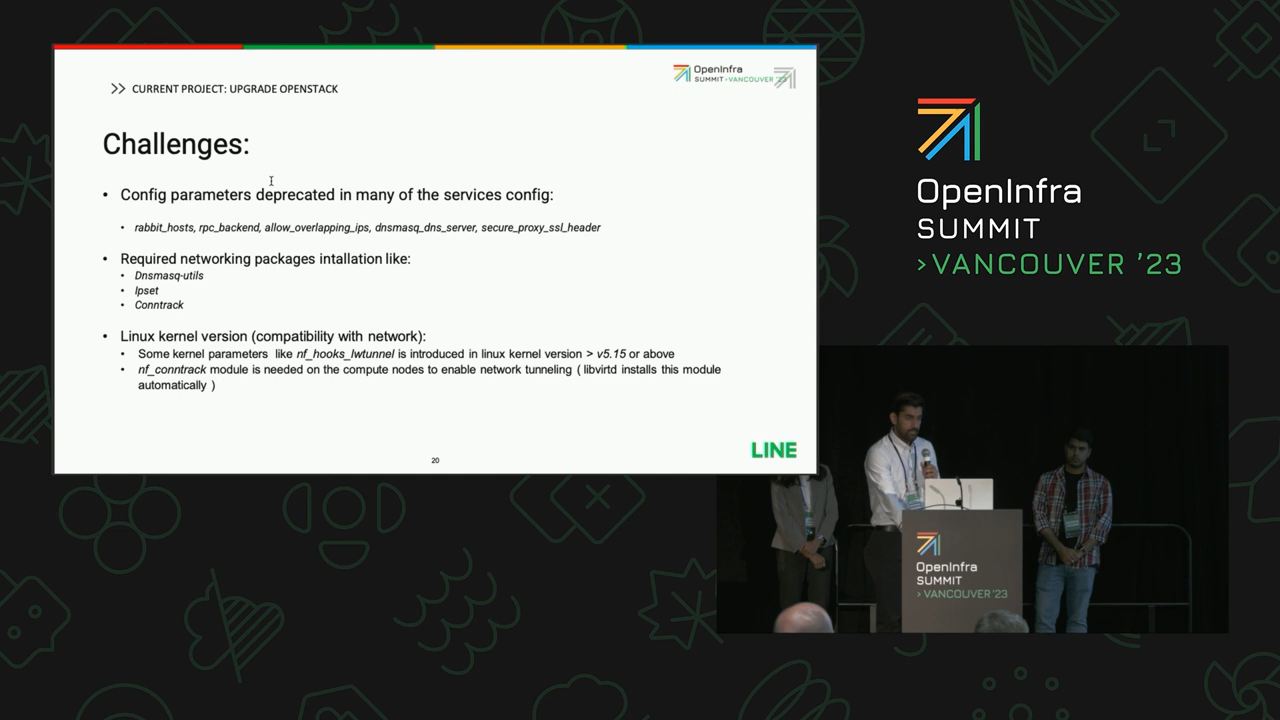 OpenInfra
SUMMIT>VANCOUVER '23
>> CURRENT PROJECT: UPGRADE OPENSTACK
Challenges:
• Config parameters deprecated in many of the services config:
• rabbit_hosts, rpc_backend, allow_overlapping_ips, dnsmasq_dns_server, secure_proxy_ssl_header
• Required networking packages intallation like:
• Dnsmasq-utils
• Ipset
• Conntrack
• Linux kernel version (compatibility with network):
• Some kernel parameters like nf_hooks_lwtunnel is introduced in linux kernel version > v5.15 or above
• nf_conntrack module is needed on the compute nodes to enable network tunneling ( libvirtd installs this module
automatically )
LINE
20
OpenInfra
SUMMIT
>VANCOUVER '23
OpenInfra
SUMMIT
>VANCOUVER '23